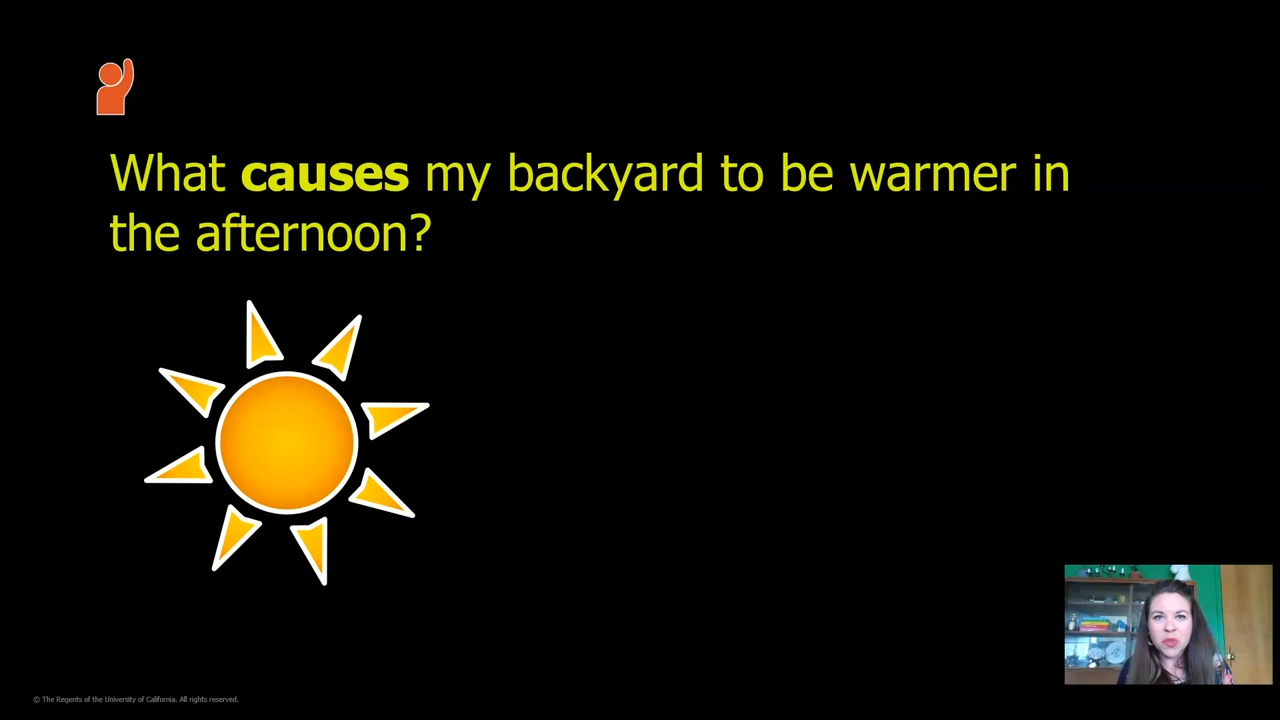 What causes my backyard to be warmer in
the afternoon?
© The Regents of the University of California. All rights reserved.